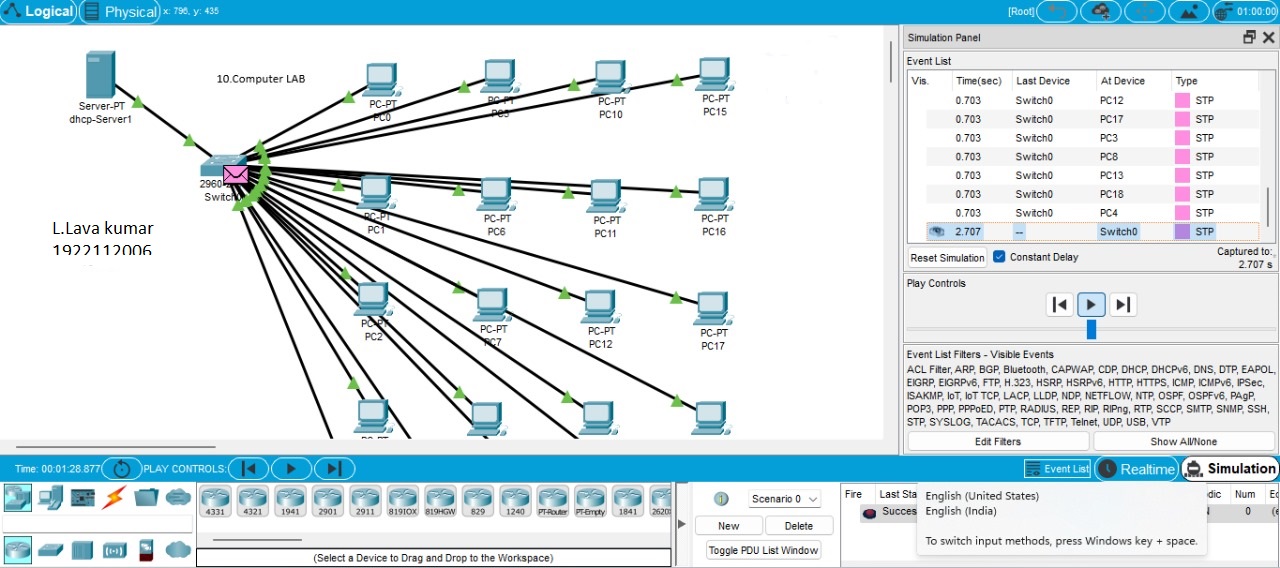 Logical Physical x: 796, y: 435 [Root] 01:00:00
Simulation Panel
Event List
Vis. Time(sec) Last Device At Device Type
0.703 Switch0 PC12 STP
0.703 Switch0 PC17 STP
0.703 Switch0 PC3 STP
0.703 Switch0 PC8 STP
0.703 Switch0 PC13 STP
0.703 Switch0 PC18 STP
0.703 Switch0 PC4 STP
2.707 -- Switch0 STP
Reset Simulation Constant Delay Captured to:
2.707 s
Play Controls
Event List Filters - Visible Events
ACL Filter, ARP, BGP, Bluetooth, CAPWAP, CDP, DHCP, DHCPv6, DNS, DTP, EAPOL,
EIGRP, EIGRPv6, FTP, H.323, HSRP, HSRPv6, HTTP, HTTPS, ICMP, ICMPv6, IPSec,
ISAKMP, IoT, IoT TCP, LACP, LLDP, NDP, NETFLOW, NTP, OSPF, OSPFv6, PAgP,
POP3, PPP, PPPoED, PTP, RADIUS, REP, RIP, RIPng, RTP, SCCP, SMTP, SNMP, SSH,
STP, SYSLOG, TACACS, TCP, TFTP, Telnet, UDP, USB, VTP
Edit Filters Show All/None
10.Computer LAB
Server-PT
dhcp-Server1
PC-PT
PC0
PC-PT
PC5
PC-PT
PC10
PC-PT
PC15
2960-
Switch0
L.Lava kumar
1922112006
PC-PT
PC1
PC-PT
PC6
PC-PT
PC11
PC-PT
PC16
PC-PT
PC2
PC-PT
PC7
PC-PT
PC12
PC-PT
PC17
PC-PT
Time: 00:01:28.877 PLAY CONTROLS: Event List Realtime Simulation
4331 4321 1941 2901 2911 819IOX 819HGW 829 1240 PT-Router PT-Empty 1841 2620
(Select a Device to Drag and Drop to the Workspace)
Scenario 0
New Delete
Toggle PDU List Window
Fire Last Sta dic Num Ed
Succes N 0 (e
English (United States)
English (India)
To switch input methods, press Windows key + space.